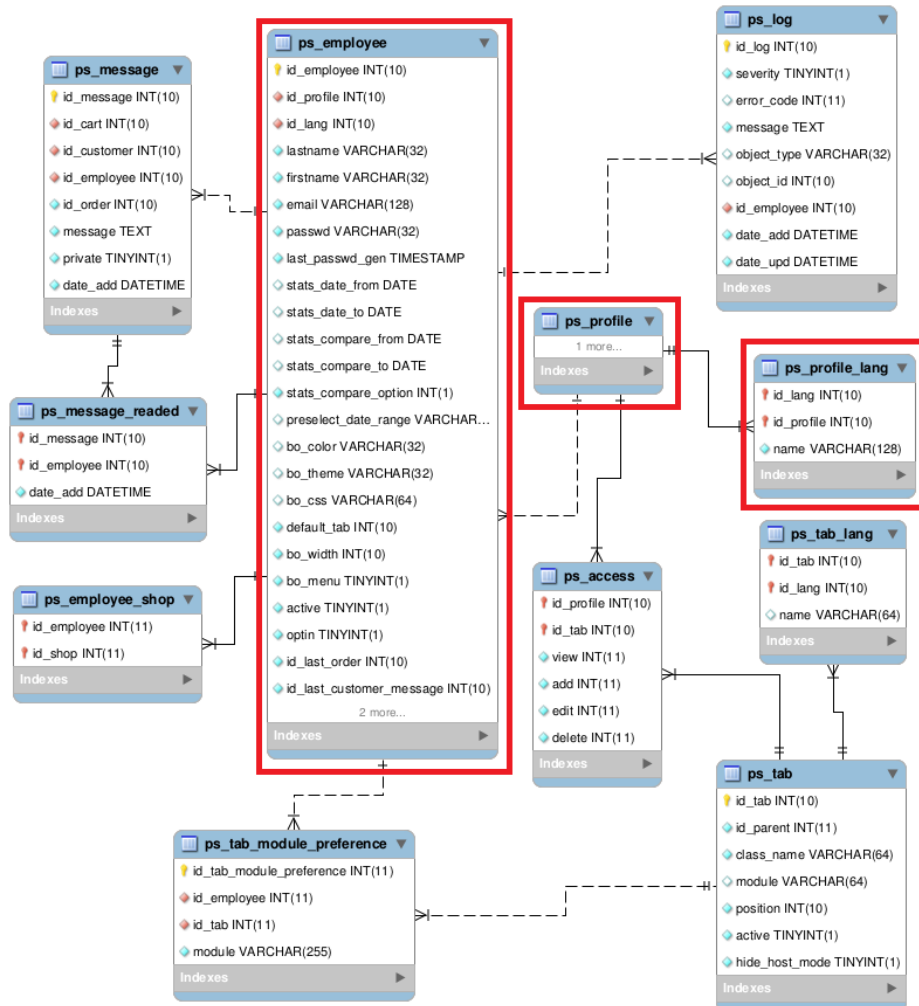 ps_message
id_message INT(10)
id_cart INT(10)
id_customer INT(10)
id_employee INT(10)
id_order INT(10)
message TEXT
private TINYINT(1)
date_add DATETIME
Indexes
ps_message_readed
id_message INT(10)
id_employee INT(10)
date_add DATETIME
Indexes
ps_employee_shop
id_employee INT(11)
id_shop INT(11)
Indexes
ps_employee
id_employee INT(10)
id_profile INT(10)
id_lang INT(10)
lastname VARCHAR(32)
firstname VARCHAR(32)
email VARCHAR(128)
passwd VARCHAR(32)
last_passwd_gen TIMESTAMP
stats_date_from DATE
stats_date_to DATE
stats_compare_from DATE
stats_compare_to DATE
stats_compare_option INT(1)
preselect_date_range VARCHAR...
bo_color VARCHAR(32)
bo_theme VARCHAR(32)
bo_css VARCHAR(64)
default_tab INT(10)
bo_width INT(10)
bo_menu TINYINT(1)
active TINYINT(1)
optin TINYINT(1)
id_last_order INT(10)
id_last_customer_message INT(10)
2 more...
Indexes
ps_tab_module_preference
id_tab_module_preference INT(11)
id_employee INT(11)
id_tab INT(11)
module VARCHAR(255)
Indexes
ps_log
id_log INT(10)
severity TINYINT(1)
error_code INT(11)
message TEXT
object_type VARCHAR(32)
object_id INT(10)
id_employee INT(10)
date_add DATETIME
date_upd DATETIME
Indexes
ps_profile
1 more...
Indexes
ps_profile_lang
id_lang INT(10)
id_profile INT(10)
name VARCHAR(128)
Indexes
ps_access
id_profile INT(10)
id_tab INT(10)
view INT(11)
add INT(11)
edit INT(11)
delete INT(11)
Indexes
ps_tab_lang
id_tab INT(10)
id_lang INT(10)
name VARCHAR(64)
Indexes
ps_tab
id_tab INT(10)
id_parent INT(11)
class_name VARCHAR(64)
module VARCHAR(64)
position INT(10)
active TINYINT(1)
hide_host_mode TINYINT(1)
Indexes